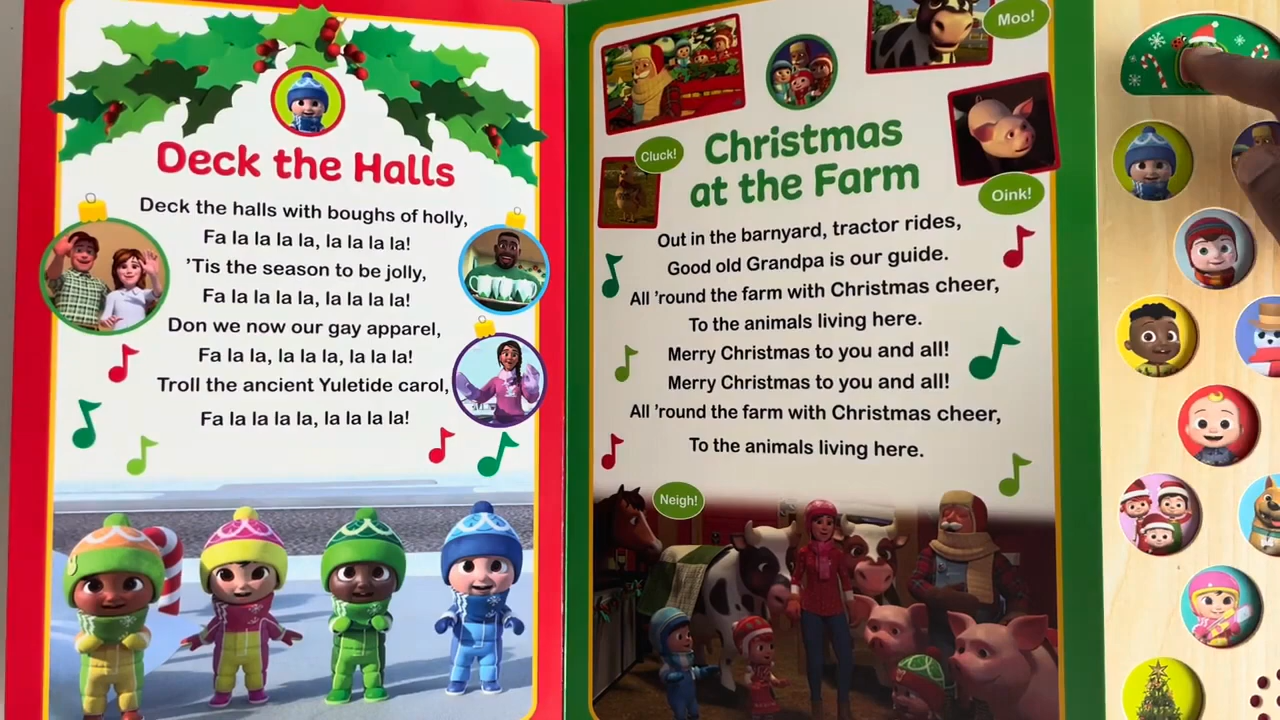 Deck the Halls
Deck the halls with boughs of holly,
Fa la la la la, la la la la!
’Tis the season to be jolly,
Fa la la la la, la la la la!
Don we now our gay apparel,
Fa la la, la la la, la la la!
Troll the ancient Yuletide carol,
Fa la la la la, la la la la!
Moo!
Cluck!
Oink!
Christmas
at the Farm
Out in the barnyard, tractor rides,
Good old Grandpa is our guide.
All ’round the farm with Christmas cheer,
To the animals living here.
Merry Christmas to you and all!
Merry Christmas to you and all!
All ’round the farm with Christmas cheer,
To the animals living here.
Neigh!